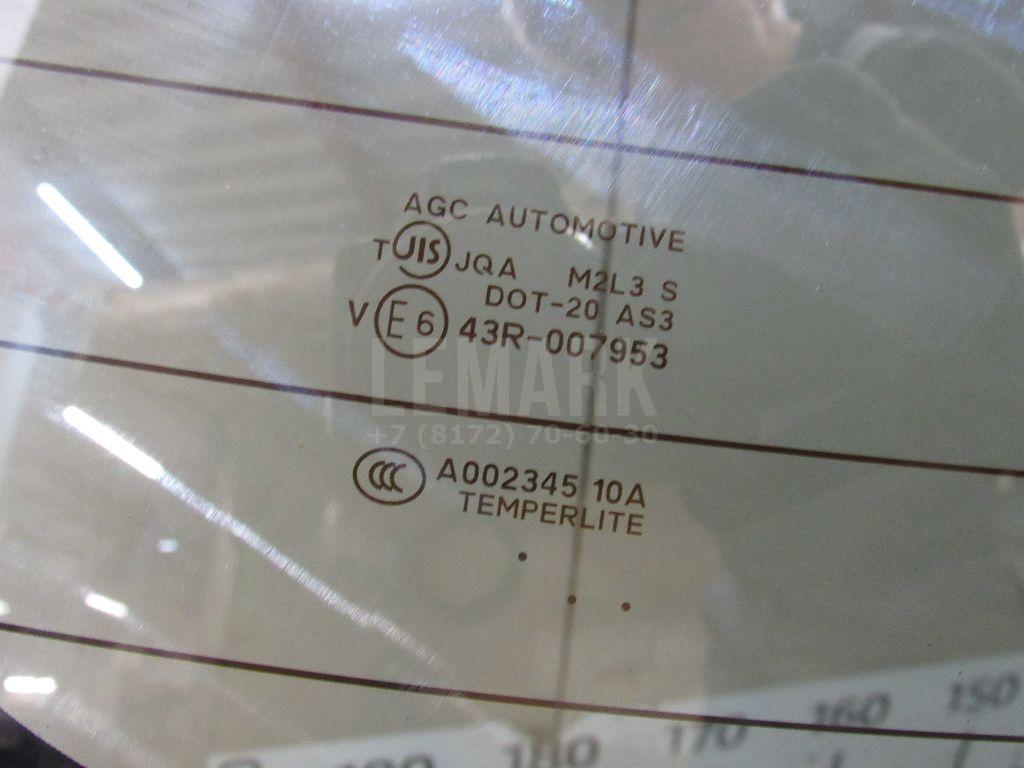 AGC AUTOMOTIVE
T JIS JQA M2L3 S
DOT-20 AS3
V E6 43R-007953
LEMARK
+7 (8172) 70-60-30
CCC A002345 10A
TEMPERLITE
180 170 160 150